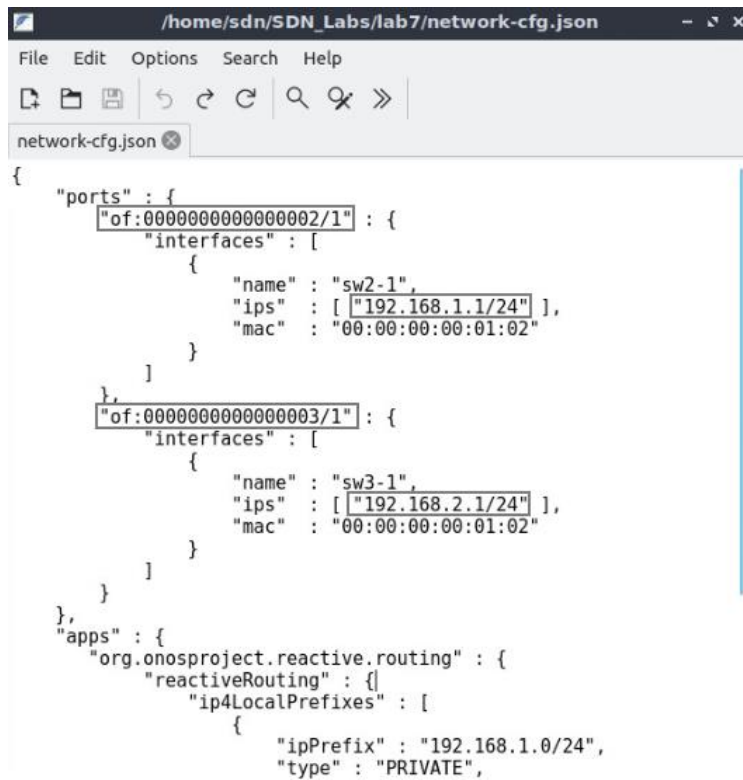 /home/sdn/SDN_Labs/lab7/network-cfg.json
File Edit Options Search Help
network-cfg.json
{
"ports" : {
"of:0000000000000002/1" : {
"interfaces" : [
{
"name" : "sw2-1",
"ips" : [ "192.168.1.1/24" ],
"mac" : "00:00:00:00:01:02"
}
]
},
"of:0000000000000003/1" : {
"interfaces" : [
{
"name" : "sw3-1",
"ips" : [ "192.168.2.1/24" ],
"mac" : "00:00:00:00:01:02"
}
]
}
},
"apps" : {
"org.onosproject.reactive.routing" : {
"reactiveRouting" : {
"ip4LocalPrefixes" : [
{
"ipPrefix" : "192.168.1.0/24",
"type" : "PRIVATE",